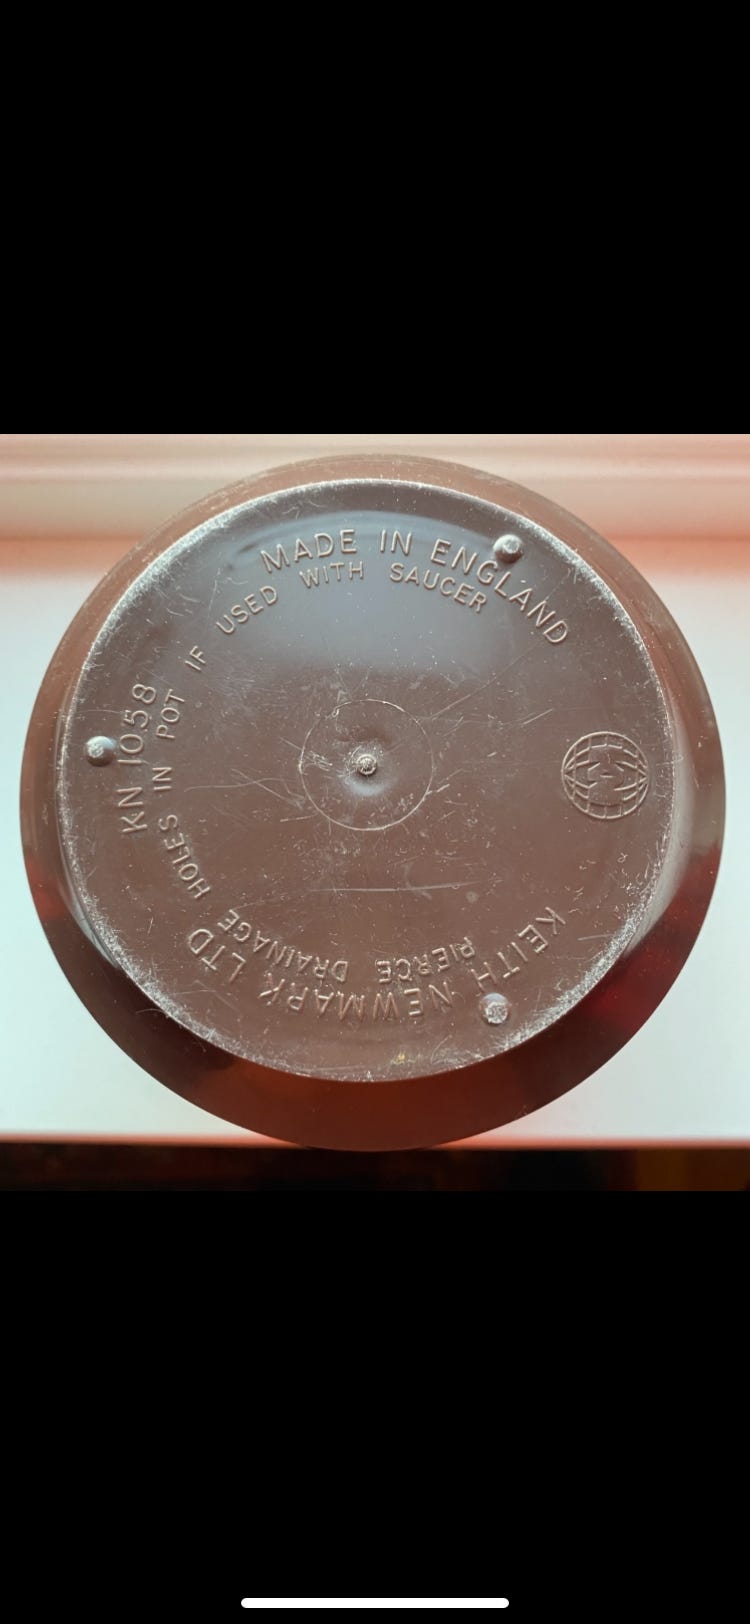 MADE IN ENGLAND
KEITH NEWMARK LTD
KN 1058
PIERCE DRAINAGE HOLES IN POT IF USED WITH SAUCER